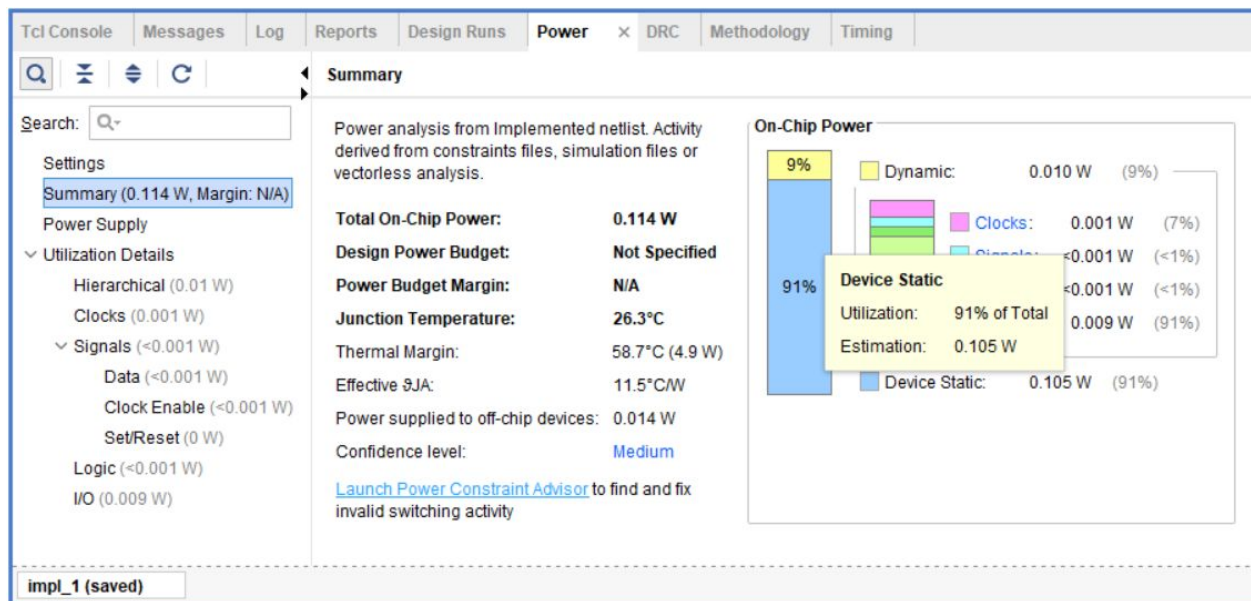 Tcl Console Messages Log Reports Design Runs Power × DRC Methodology Timing
Summary
Search:
Settings
Summary (0.114 W, Margin: N/A)
Power Supply
Utilization Details
Hierarchical (0.01 W)
Clocks (0.001 W)
Signals (<0.001 W)
Data (<0.001 W)
Clock Enable (<0.001 W)
Set/Reset (0 W)
Logic (<0.001 W)
I/O (0.009 W)
Power analysis from Implemented netlist. Activity
derived from constraints files, simulation files or
vectorless analysis.
Total On-Chip Power: 0.114 W
Design Power Budget: Not Specified
Power Budget Margin: N/A
Junction Temperature: 26.3°C
Thermal Margin: 58.7°C (4.9 W)
Effective ϑJA: 11.5°C/W
Power supplied to off-chip devices: 0.014 W
Confidence level: Medium
Launch Power Constraint Advisor to find and fix
invalid switching activity
On-Chip Power
9%
91%
Dynamic: 0.010 W (9%)
Clocks: 0.001 W (7%)
<0.001 W (<1%)
<0.001 W (<1%)
0.009 W (91%)
Device Static
Utilization: 91% of Total
Estimation: 0.105 W
Device Static: 0.105 W (91%)
impl_1 (saved)